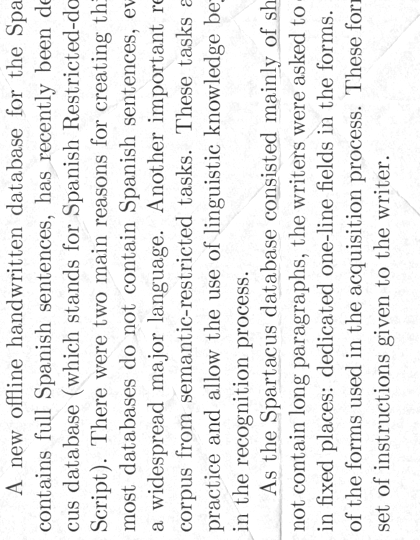 A new offline handwritten database for the Spa
contains full Spanish sentences, has recently been de
cus database (which stands for Spanish Restricted-do
Script). There were two main reasons for creating thi
most databases do not contain Spanish sentences, ev
a widespread major language. Another important re
corpus from semantic-restricted tasks. These tasks a
practice and allow the use of linguistic knowledge be
in the recognition process.
As the Spartacus database consisted mainly of sh
not contain long paragraphs, the writers were asked to
in fixed places: dedicated one-line fields in the forms.
of the forms used in the acquisition process. These for
set of instructions given to the writer.